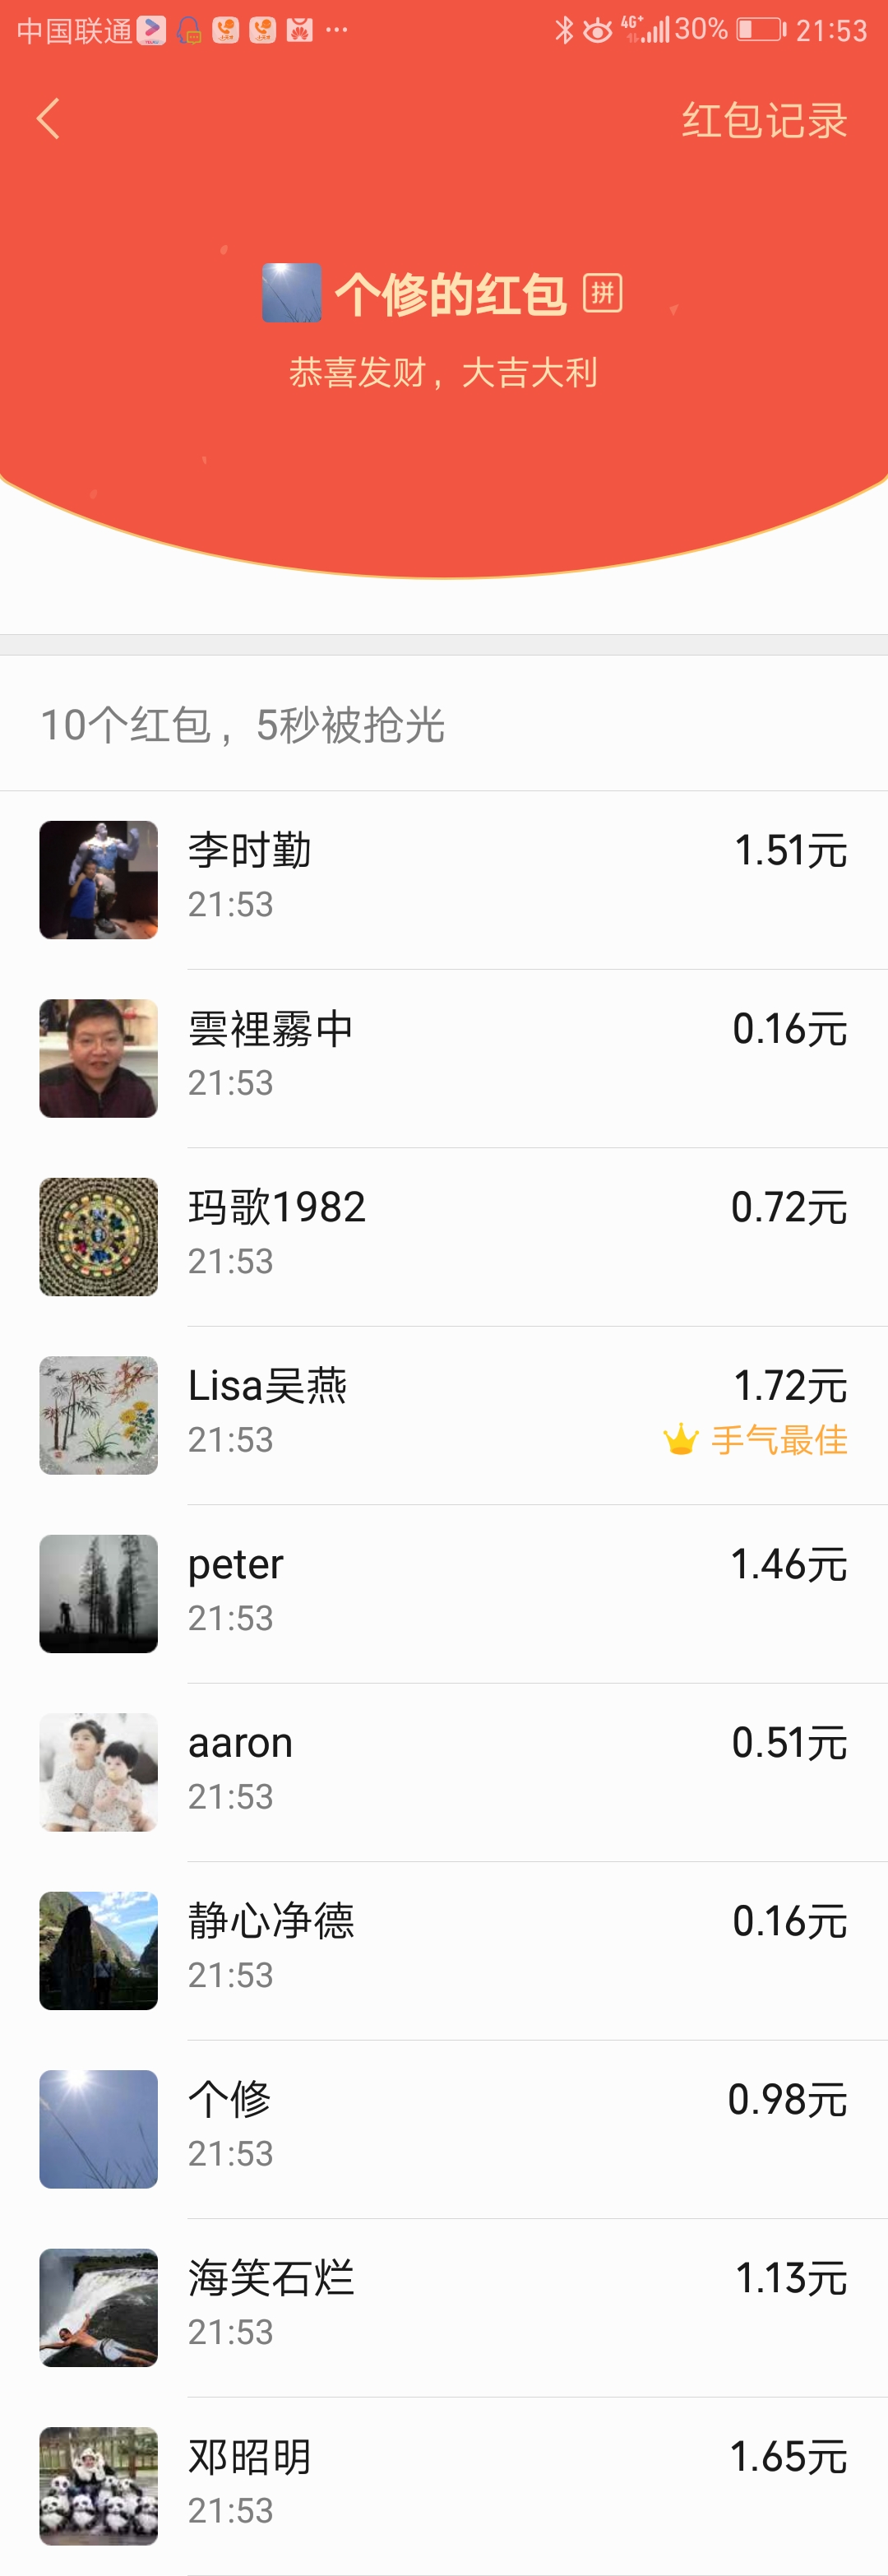 中国联通 ... 4G+ 30% 21:53
红包记录
个修的红包 拼
恭喜发财，大吉大利
10个红包，5秒被抢光
李时勤 1.51元
21:53
雲裡霧中 0.16元
21:53
玛歌1982 0.72元
21:53
Lisa吴燕 1.72元
21:53 手气最佳
peter 1.46元
21:53
aaron 0.51元
21:53
静心净德 0.16元
21:53
个修 0.98元
21:53
海笑石烂 1.13元
21:53
邓昭明 1.65元
21:53